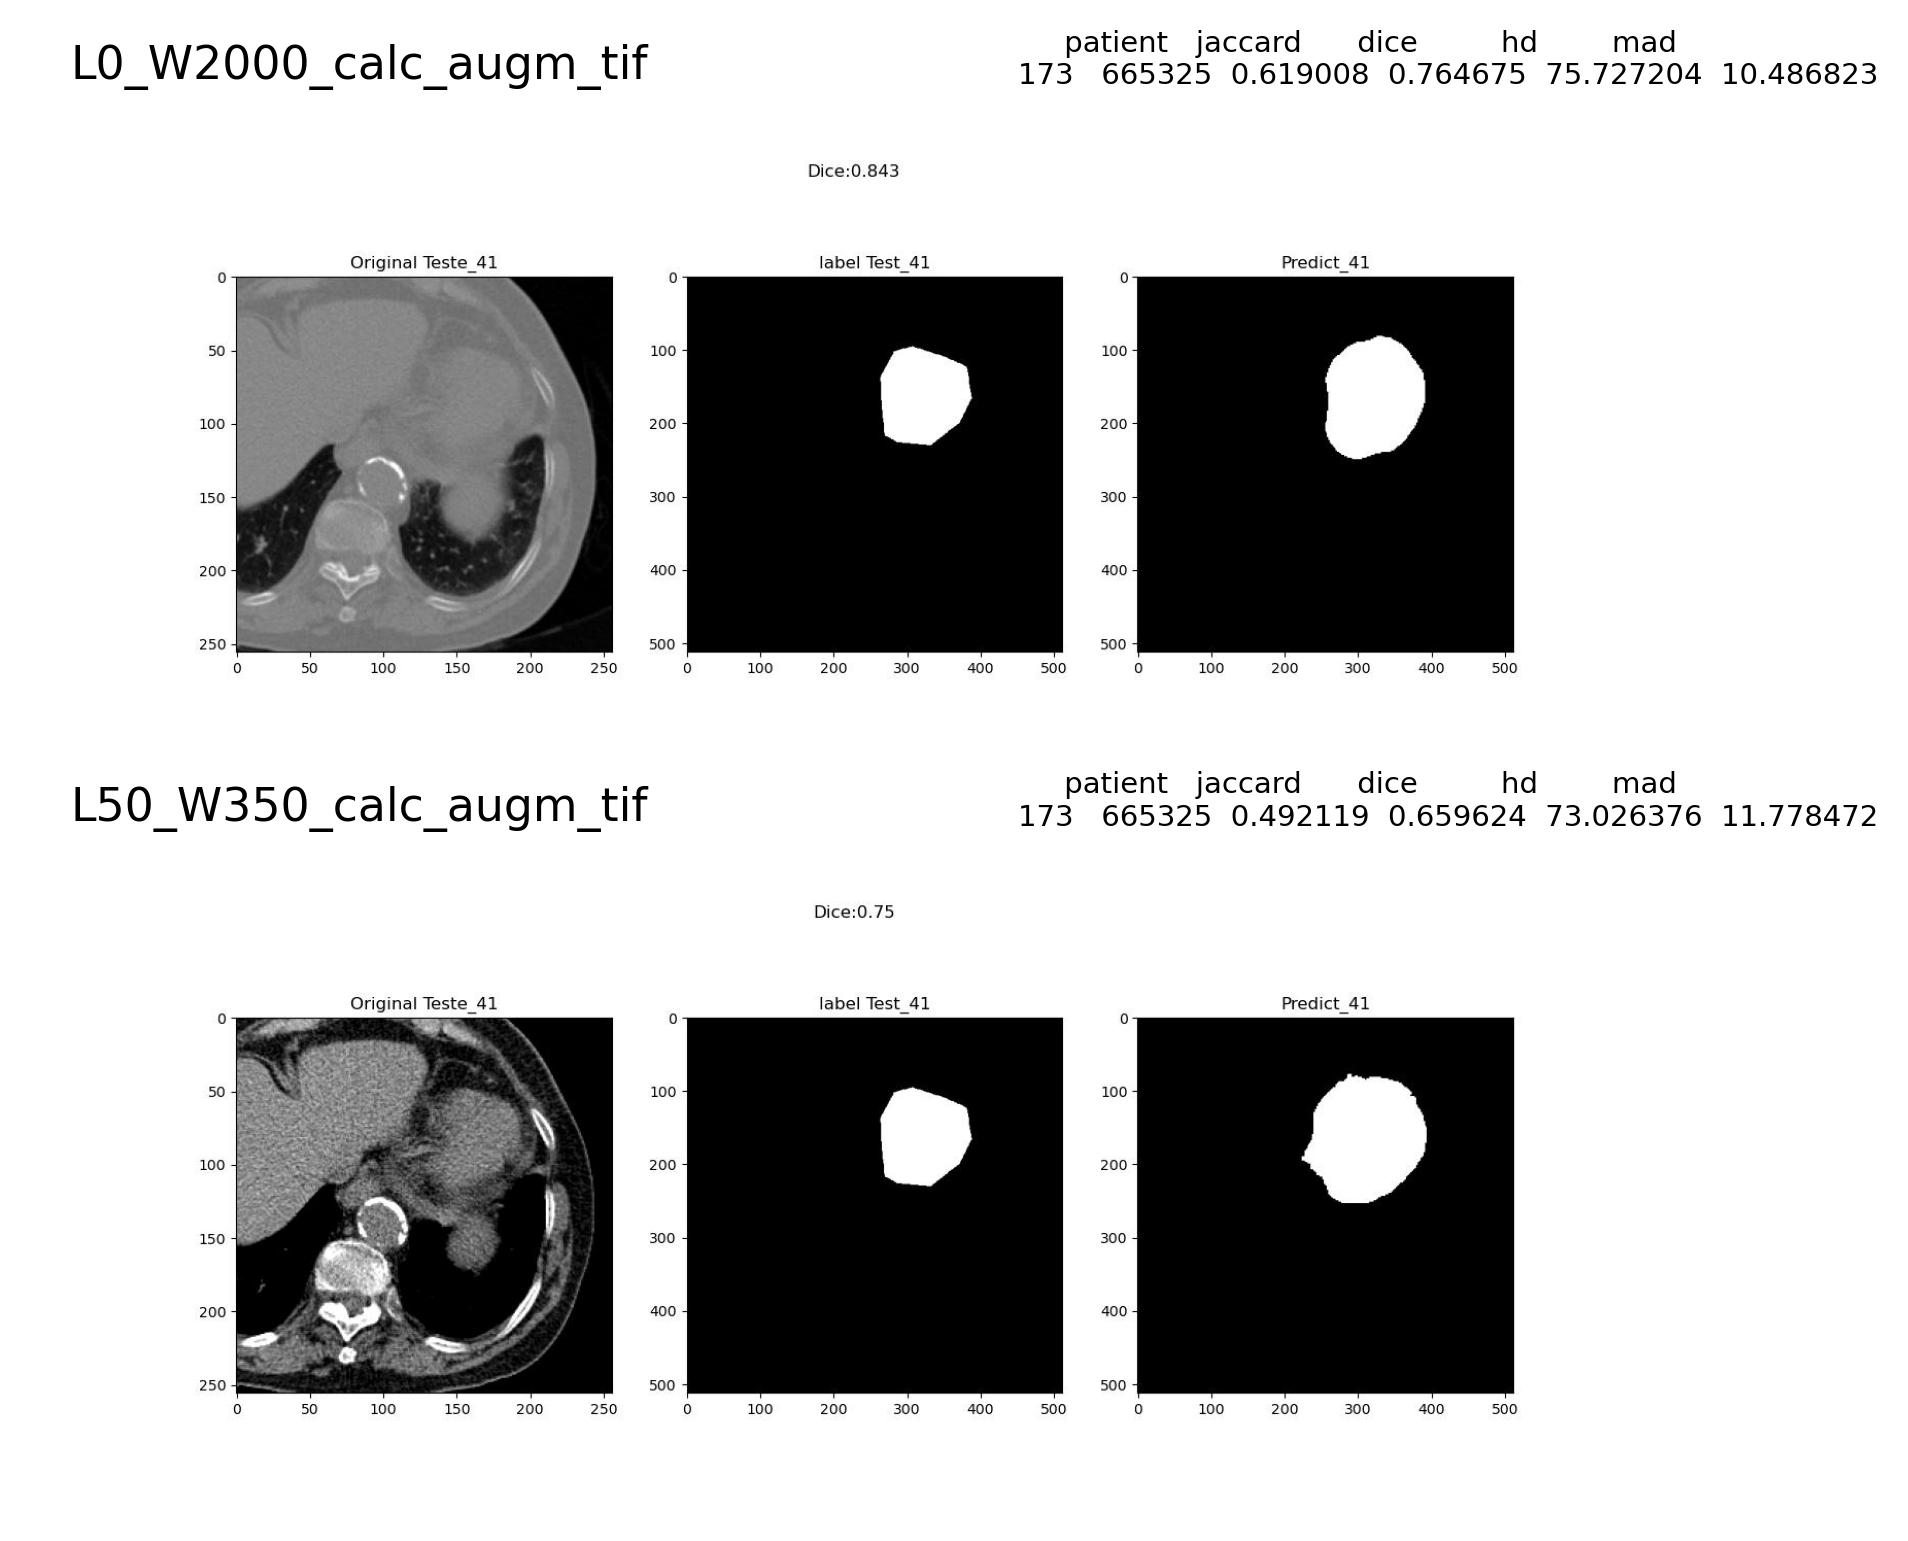 L0_W2000_calc_augm_tif
patient jaccard dice hd mad
173 665325 0.619008 0.764675 75.727204 10.486823
Dice:0.843
Original Teste_41
0
50
100
150
200
250
0 50 100 150 200 250
label Test_41
0
100
200
300
400
500
0 100 200 300 400 500
Predict_41
0
100
200
300
400
500
0 100 200 300 400 500
L50_W350_calc_augm_tif
patient jaccard dice hd mad
173 665325 0.492119 0.659624 73.026376 11.778472
Dice:0.75
Original Teste_41
0
50
100
150
200
250
0 50 100 150 200 250
label Test_41
0
100
200
300
400
500
0 100 200 300 400 500
Predict_41
0
100
200
300
400
500
0 100 200 300 400 500